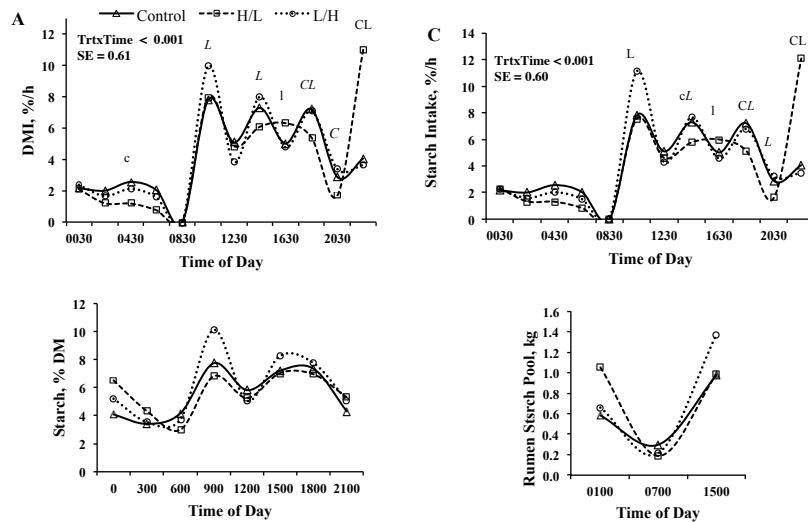 A
Control H/L L/H
CL
12
10
8
6
4
2
0
DMI, %/h
TrtxTime < 0.001
SE = 0.61
c
L
L
l
CL
C
0030 0430 0830 1230 1630 2030
Time of Day
C
14
12
10
8
6
4
2
0
Starch Intake, %/h
TrtxTime < 0.001
SE = 0.60
L
cL
l
CL
L
CL
0030 0430 0830 1230 1630 2030
Time of Day
12
10
8
6
4
2
0
Starch, % DM
0 300 600 900 1200 1500 1800 2100
Time of Day
1.6
1.4
1.2
1.0
0.8
0.6
0.4
0.2
0.0
Rumen Stsrch Pool, kg
0100 0700 1500
Time of Day